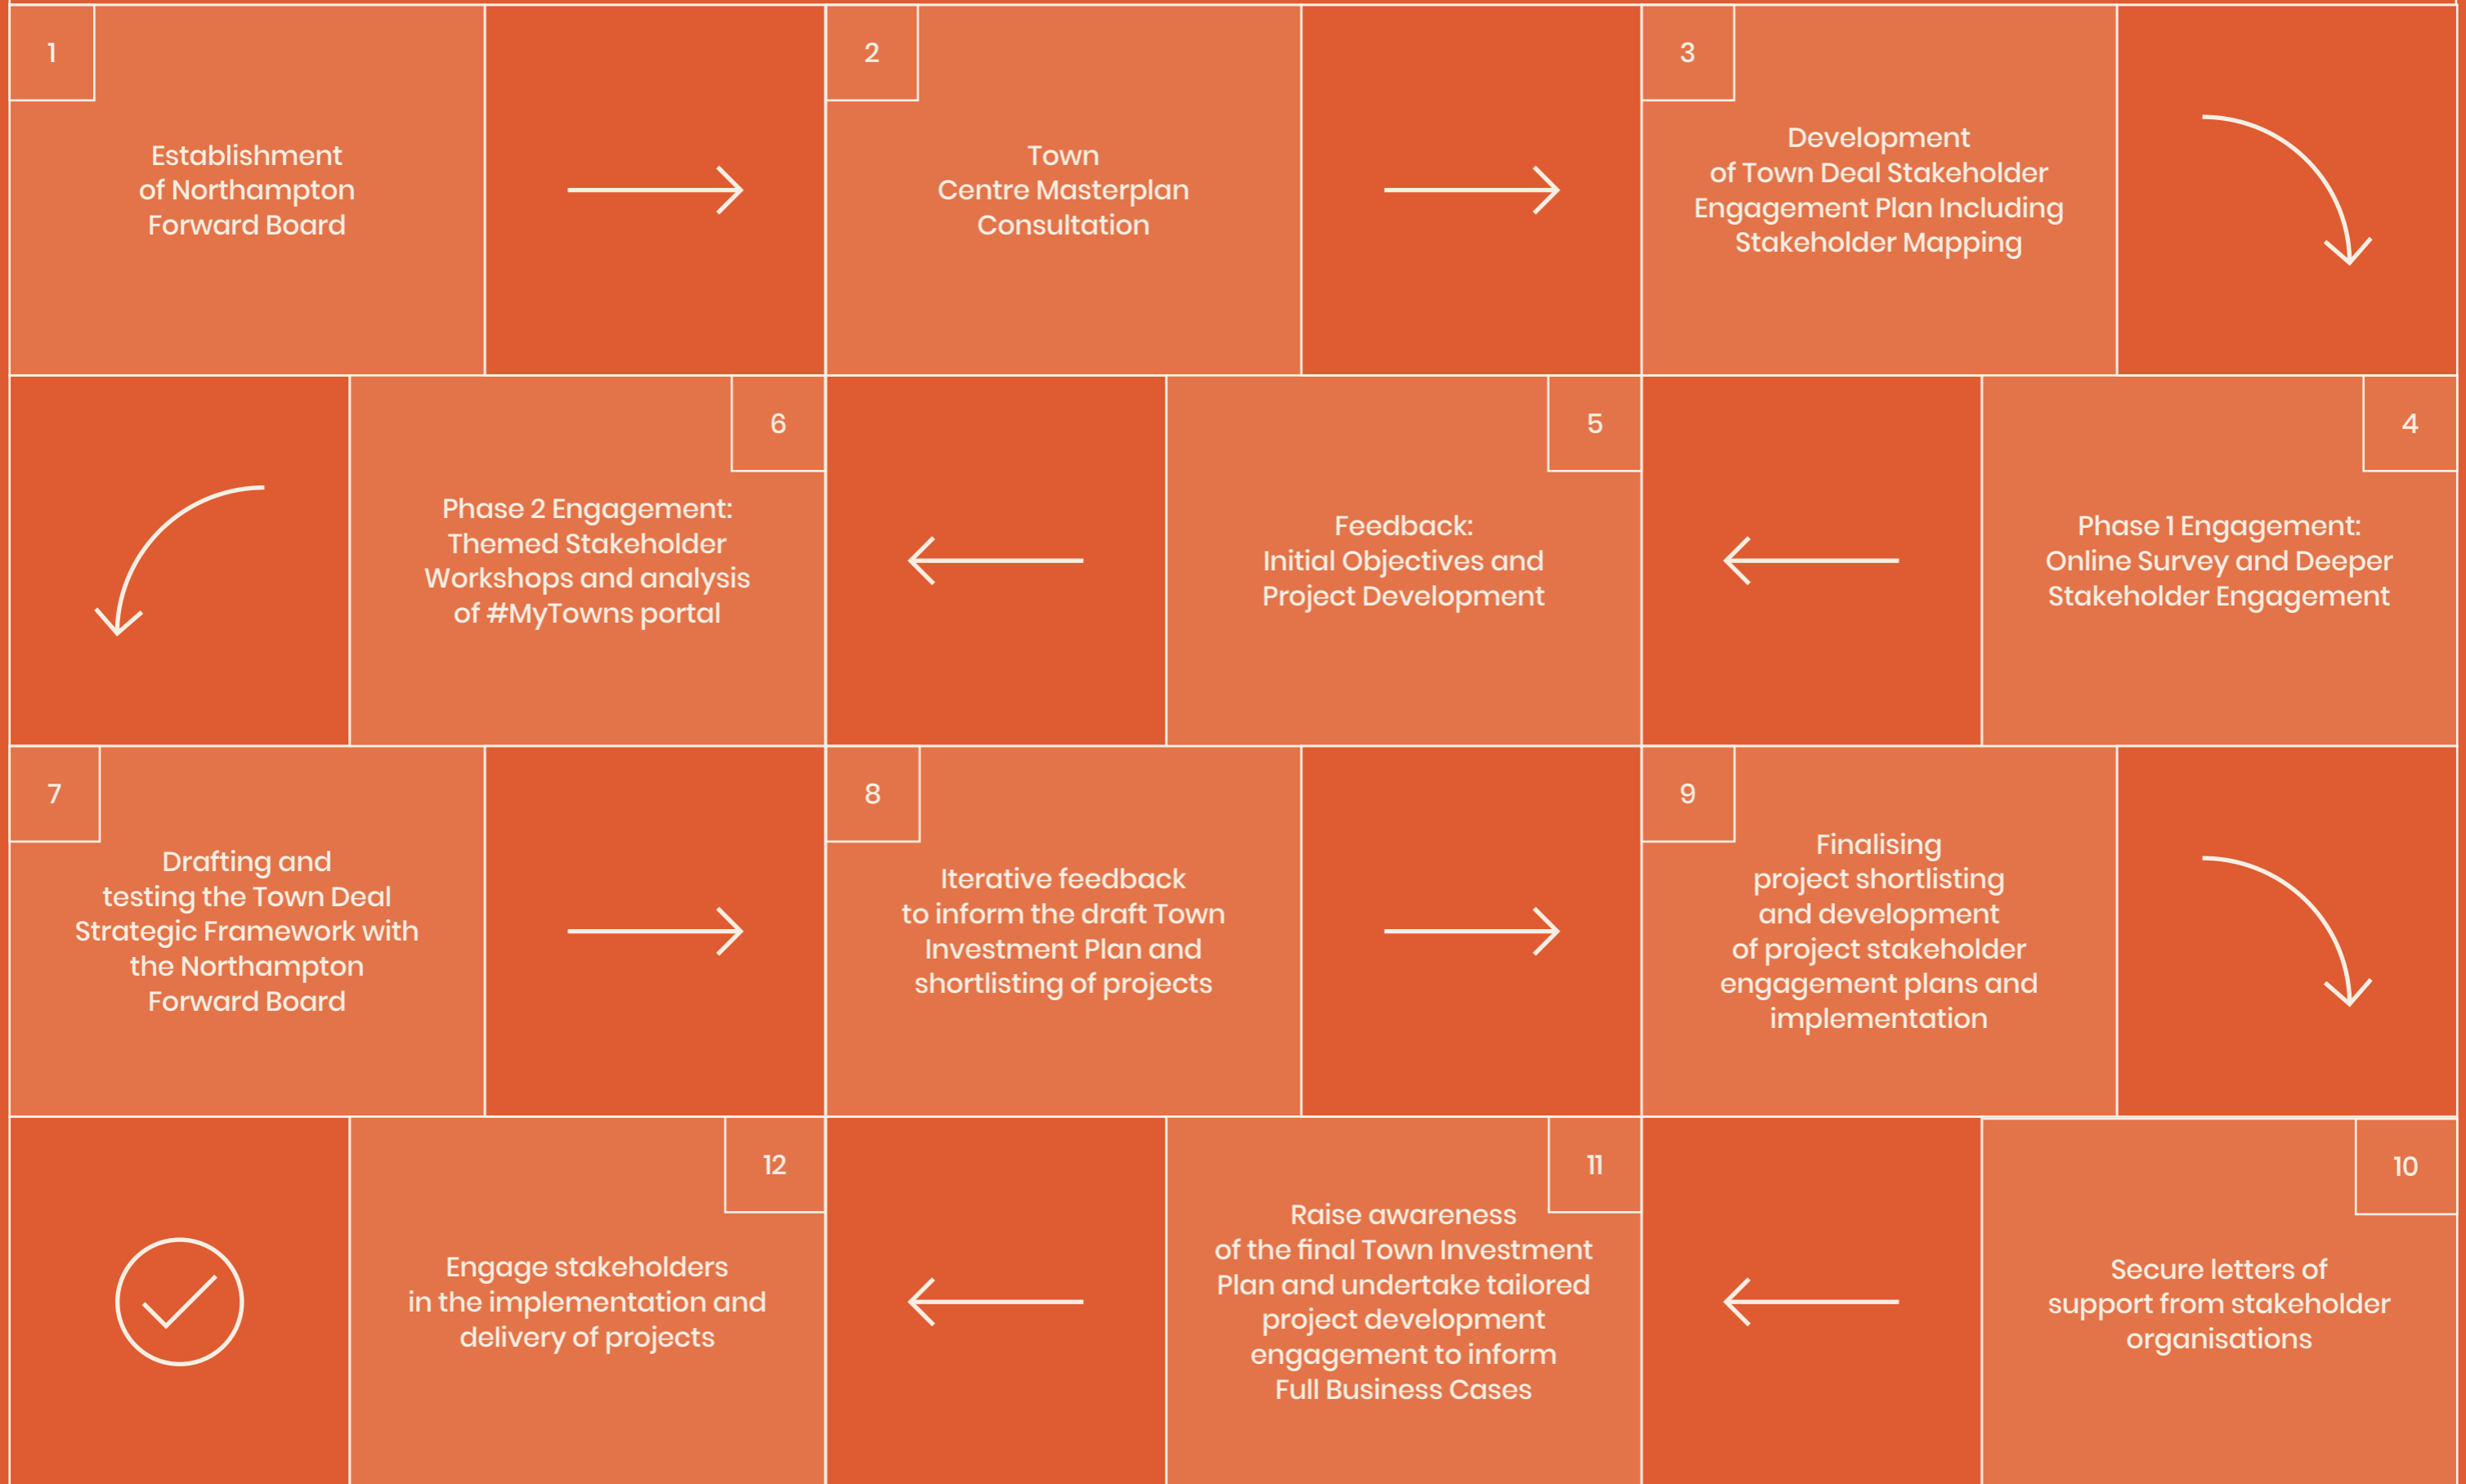 1
Establishment
of Northampton
Forward Board
2
Town
Centre Masterplan
Consultation
3
Development
of Town Deal Stakeholder
Engagement Plan Including
Stakeholder Mapping
4
Phase 1 Engagement:
Online Survey and Deeper
Stakeholder Engagement
5
Feedback:
Initial Objectives and
Project Development
6
Phase 2 Engagement:
Themed Stakeholder
Workshops and analysis
of #MyTowns portal
7
Drafting and
testing the Town Deal
Strategic Framework with
the Northampton
Forward Board
8
Iterative feedback
to inform the draft Town
Investment Plan and
shortlisting of projects
9
Finalising
project shortlisting
and development
of project stakeholder
engagement plans and
implementation
10
Secure letters of
support from stakeholder
organisations
11
Raise awareness
of the final Town Investment
Plan and undertake tailored
project development
engagement to inform
Full Business Cases
12
Engage stakeholders
in the implementation and
delivery of projects